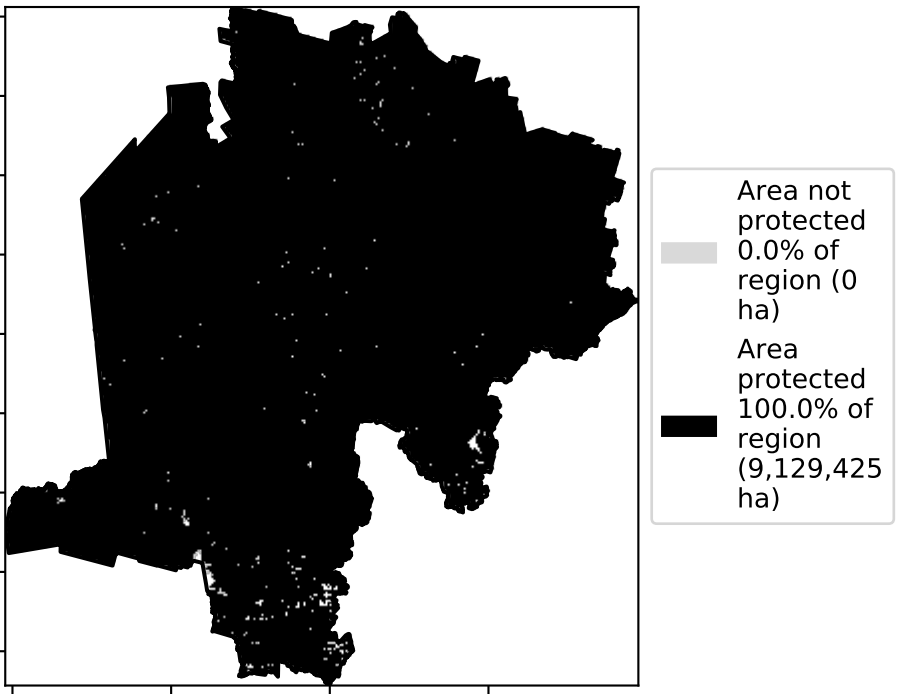 Area not
protected
0.0% of
region (0
ha)
Area
protected
100.0% of
region
(9,129,425
ha)